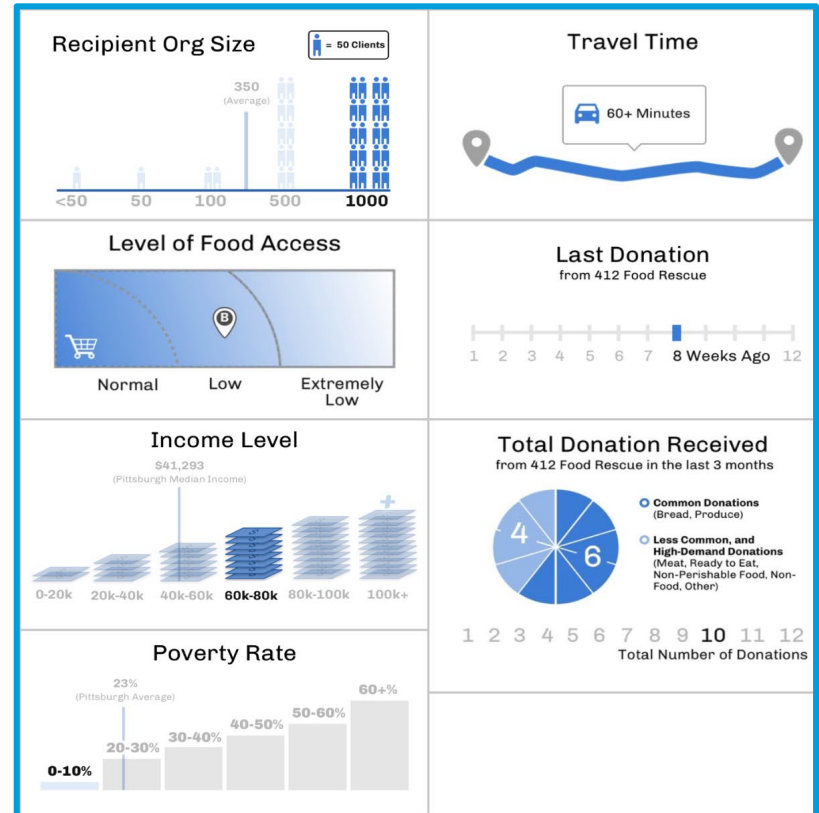 Recipient Org Size
= 50 Clients
350
(Average)
<50 50 100 500 1000
Travel Time
60+ Minutes
Level of Food Access
B
Normal Low Extremely
Low
Last Donation
from 412 Food Rescue
1 2 3 4 5 6 7 8 Weeks Ago 12
Income Level
$41,293
(Pittsburgh Median Income)
+
0-20k 20k-40k 40k-60k 60k-80k 80k-100k 100k+
Total Donation Received
from 412 Food Rescue in the last 3 months
4
6
Common Donations
(Bread, Produce)
Less Common, and
High-Demand Donations
(Meat, Ready to Eat,
Non-Perishable Food, Non-
Food, Other)
1 2 3 4 5 6 7 8 9 10 11 12
Total Number of Donations
Poverty Rate
23%
(Pittsburgh Average)
0-10%
20-30%
30-40%
40-50%
50-60%
60+%